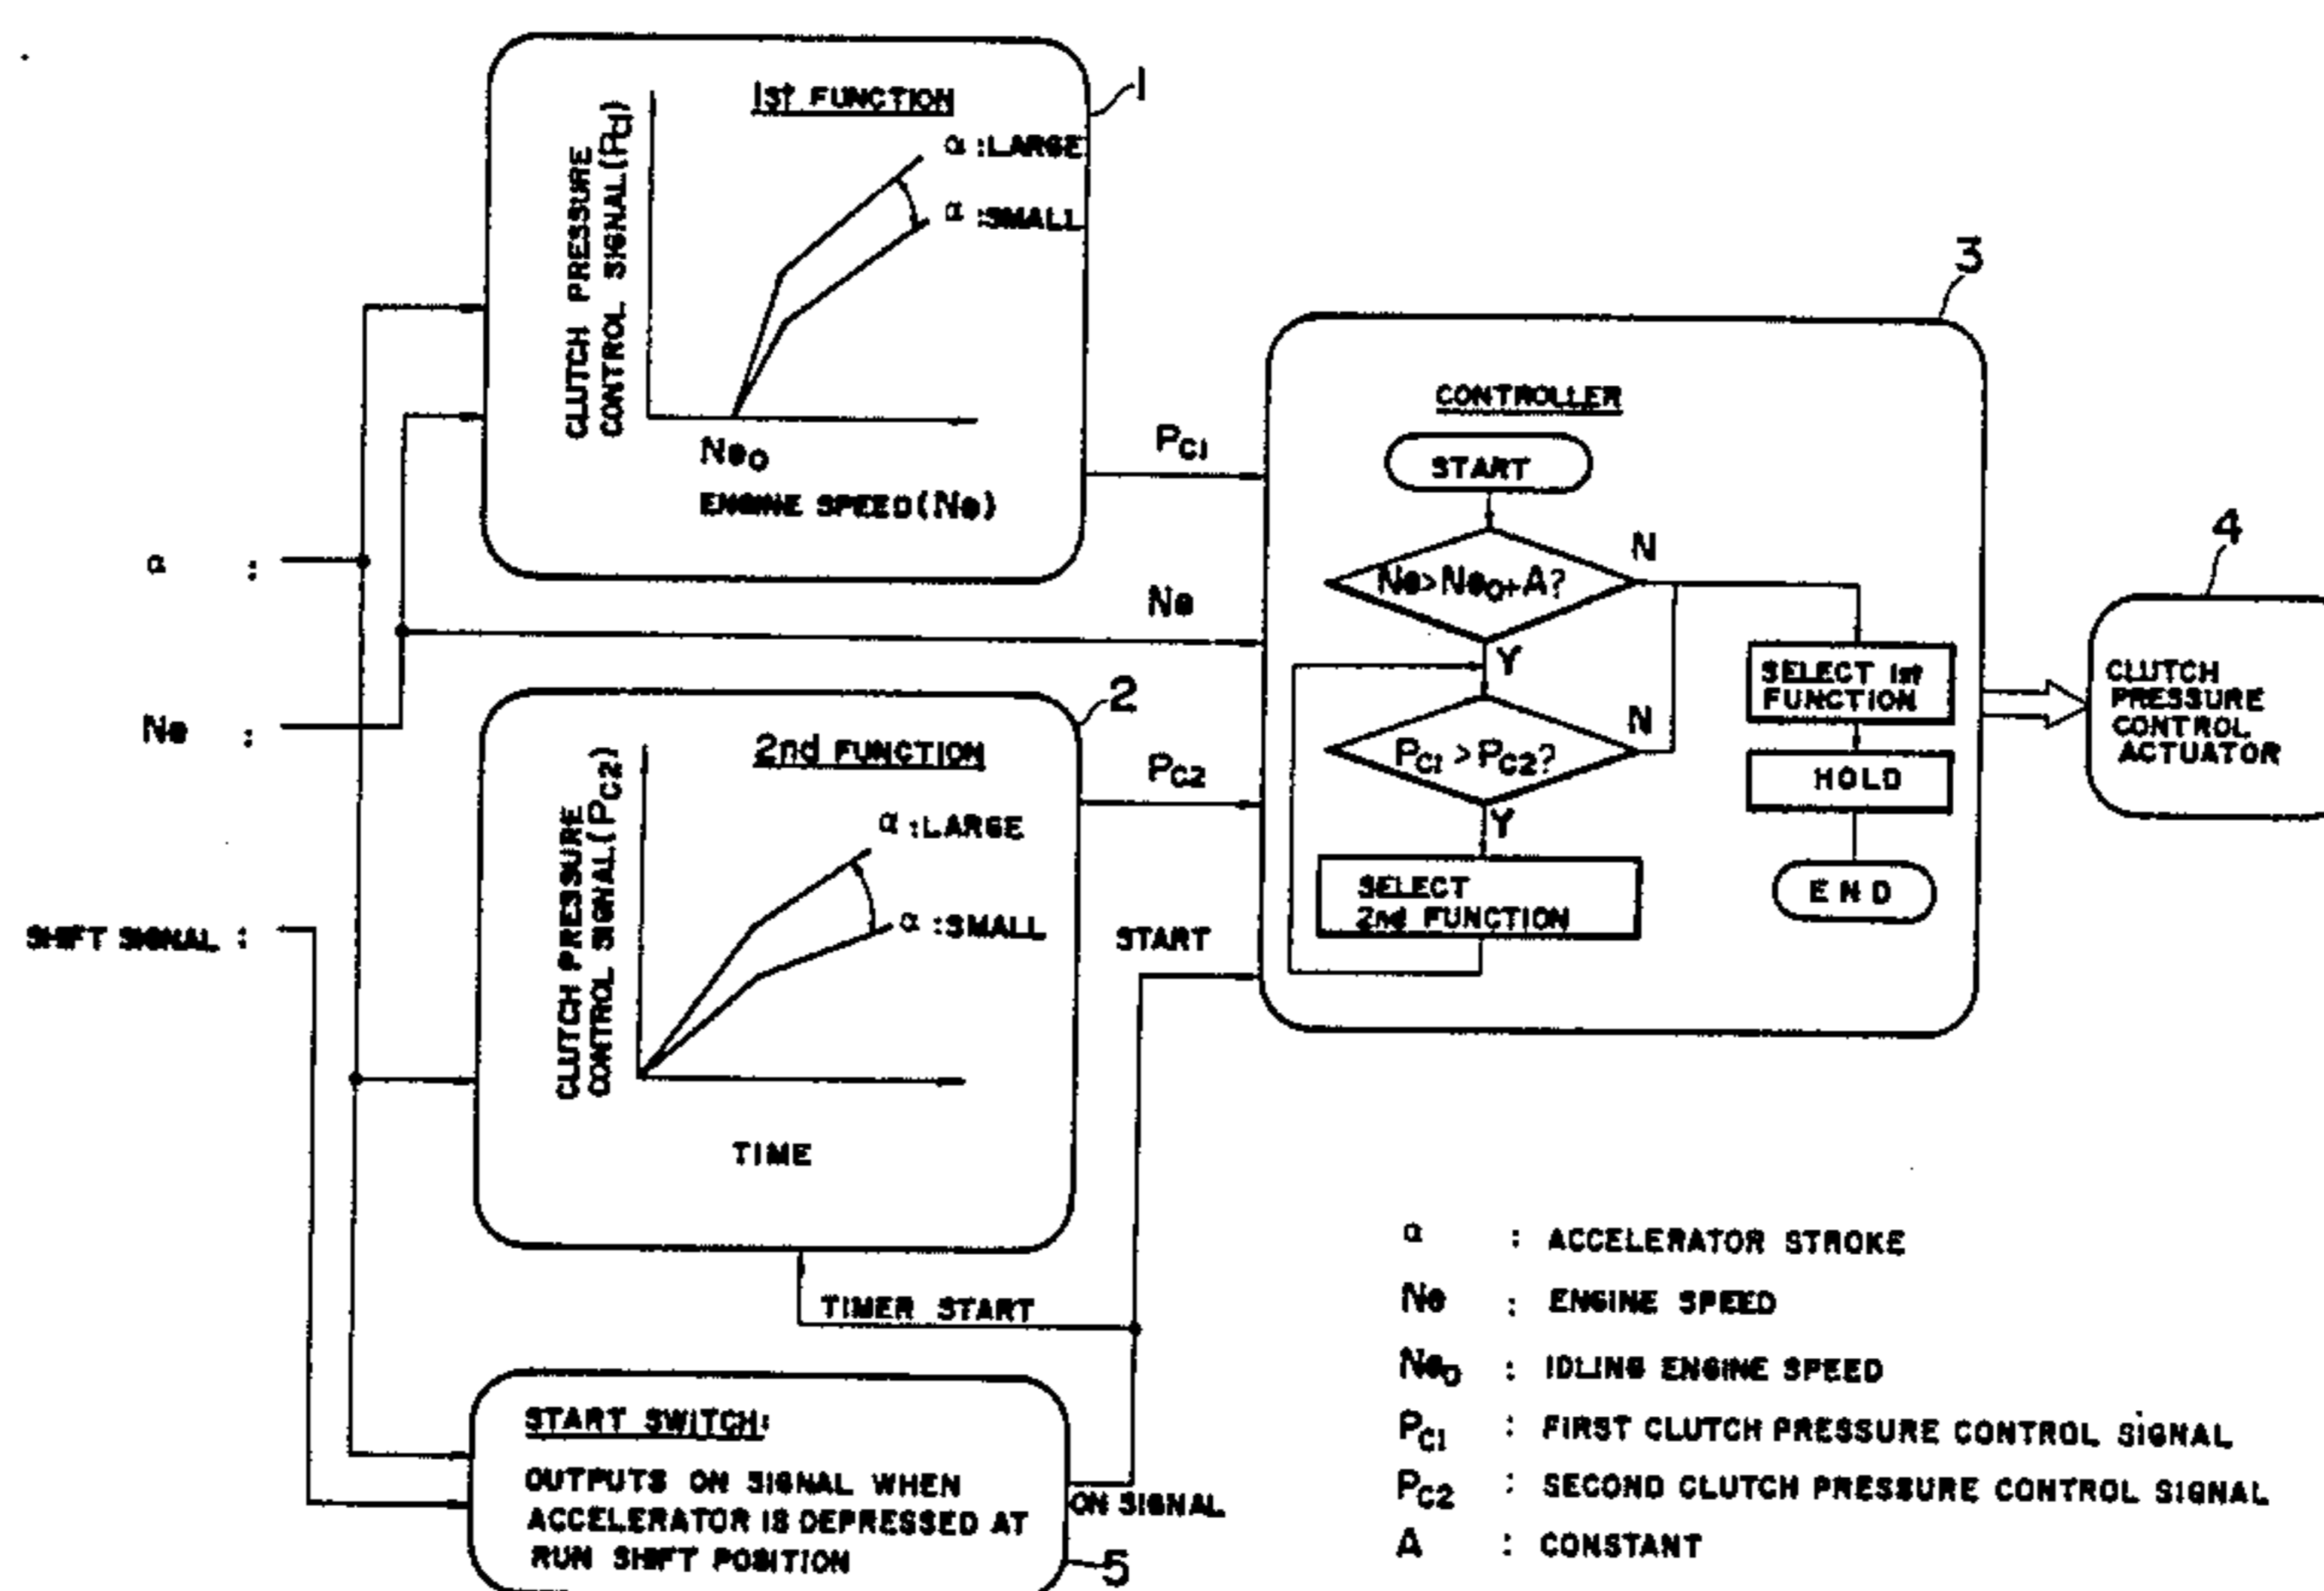 1
1st FUNCTION
CLUTCH PRESSURE
CONTROL SIGNAL (PC1)
α : LARGE
α : SMALL
Ne0
ENGINE SPEED (Ne)
α :
Ne :
SHIFT SIGNAL :
PC1
Ne
PC2
START
2
2nd FUNCTION
CLUTCH PRESSURE
CONTROL SIGNAL (PC2)
α : LARGE
α : SMALL
TIME
TIMER START
START SWITCH:
OUTPUTS ON SIGNAL WHEN
ACCELERATOR IS DEPRESSED AT
RUN SHIFT POSITION
ON SIGNAL
5
3
CONTROLLER
START
Ne>Ne0+A?
N
Y
PC1 > PC2?
N
Y
SELECT
2nd FUNCTION
SELECT 1st
FUNCTION
HOLD
END
4
CLUTCH
PRESSURE
CONTROL
ACTUATOR
α : ACCELERATOR STROKE
Ne : ENGINE SPEED
Ne0 : IDLING ENGINE SPEED
PC1 : FIRST CLUTCH PRESSURE CONTROL SIGNAL
PC2 : SECOND CLUTCH PRESSURE CONTROL SIGNAL
A : CONSTANT